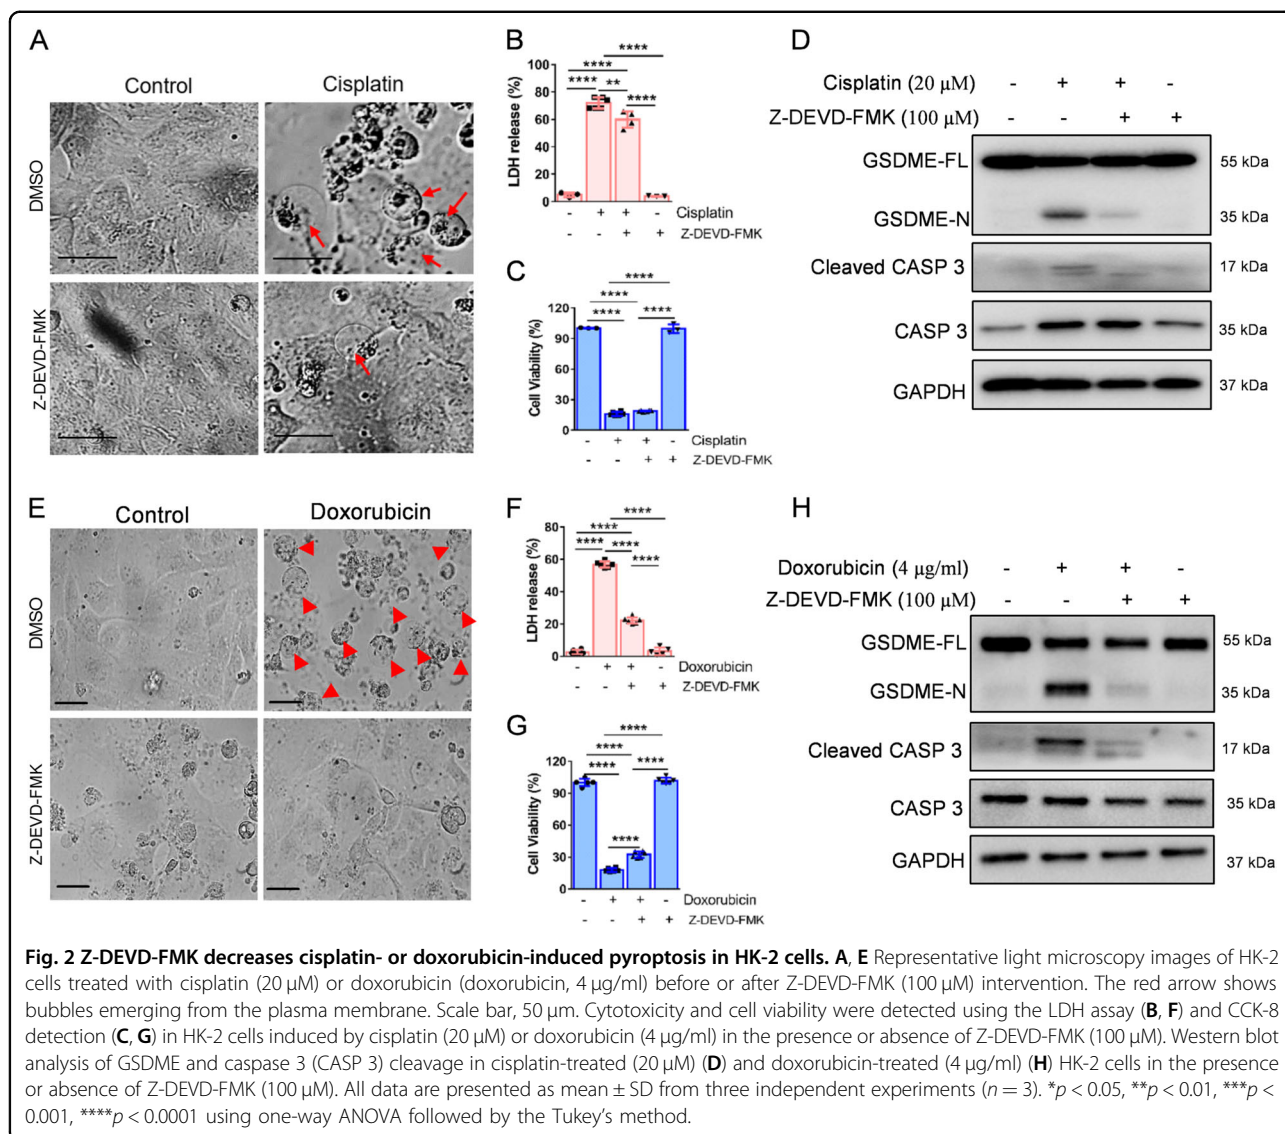 A
Control
Cisplatin
DMSO
Z-DEVD-FMK
B
****
****
**** **
****
LDH release (%)
100
80
60
40
20
0
- + + - Cisplatin
- - + + Z-DEVD-FMK
C
****
****
****
****
Cell Viability (%)
120
90
60
30
0
- + + - Cisplatin
- - + + Z-DEVD-FMK
D
Cisplatin (20 μM) - + + -
Z-DEVD-FMK (100 μM) - - + +
GSDME-FL 55 kDa
GSDME-N 35 kDa
Cleaved CASP 3 17 kDa
CASP 3 35 kDa
GAPDH 37 kDa
E
Control
Doxorubicin
DMSO
Z-DEVD-FMK
F
****
****
**** ****
****
LDH release (%)
80
60
40
20
0
- + + - Doxorubicin
- - + + Z-DEVD-FMK
G
****
****
**** ****
****
Cell Viability (%)
120
90
60
30
0
- + + - Doxorubicin
- - + + Z-DEVD-FMK
H
Doxorubicin (4 μg/ml) - + + -
Z-DEVD-FMK (100 μM) - - + +
GSDME-FL 55 kDa
GSDME-N 35 kDa
Cleaved CASP 3 17 kDa
CASP 3 35 kDa
GAPDH 37 kDa
Fig. 2 Z-DEVD-FMK decreases cisplatin- or doxorubicin-induced pyroptosis in HK-2 cells. A, E Representative light microscopy images of HK-2
cells treated with cisplatin (20 μM) or doxorubicin (doxorubicin, 4 μg/ml) before or after Z-DEVD-FMK (100 μM) intervention. The red arrow shows
bubbles emerging from the plasma membrane. Scale bar, 50 μm. Cytotoxicity and cell viability were detected using the LDH assay (B, F) and CCK-8
detection (C, G) in HK-2 cells induced by cisplatin (20 μM) or doxorubicin (4 μg/ml) in the presence or absence of Z-DEVD-FMK (100 μM). Western blot
analysis of GSDME and caspase 3 (CASP 3) cleavage in cisplatin-treated (20 μM) (D) and doxorubicin-treated (4 μg/ml) (H) HK-2 cells in the presence
or absence of Z-DEVD-FMK (100 μM). All data are presented as mean ± SD from three independent experiments (n = 3). *p < 0.05, **p < 0.01, ***p <
0.001, ****p < 0.0001 using one-way ANOVA followed by the Tukey's method.